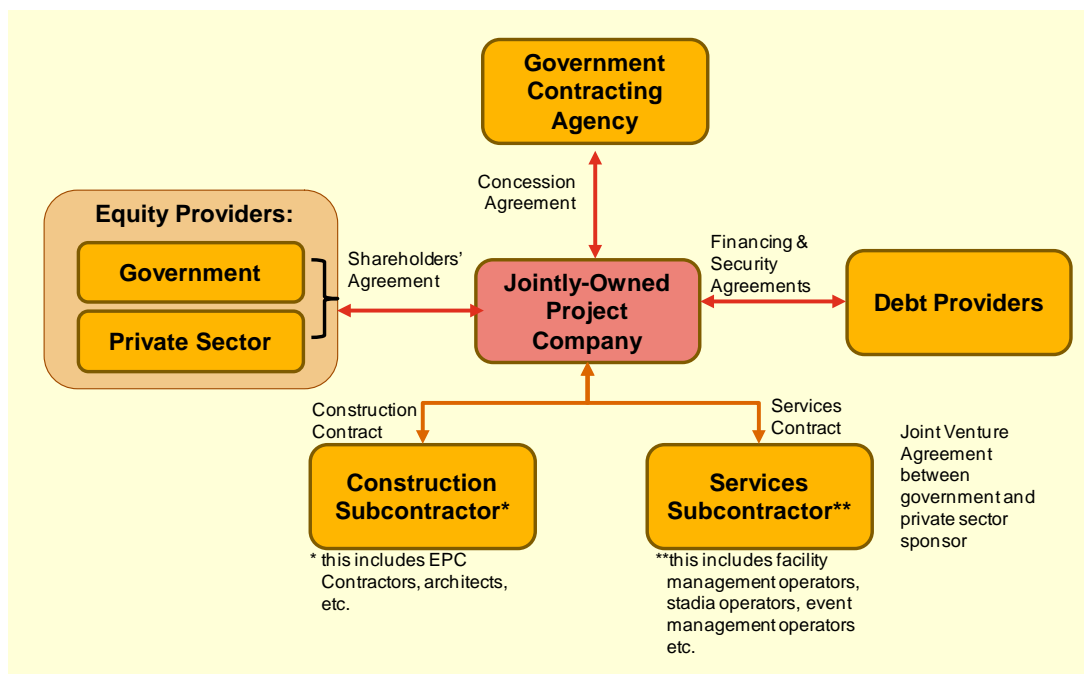 Government
Contracting
Agency
Concession
Agreement
Equity Providers:
Government
Private Sector
Shareholders'
Agreement
Jointly-Owned
Project
Company
Financing &
Security
Agreements
Debt Providers
Construction
Contract
Services
Contract
Construction
Subcontractor*
* this includes EPC
Contractors, architects,
etc.
Services
Subcontractor**
**this includes facility
management operators,
stadia operators, event
management operators
etc.
Joint Venture
Agreement
between
government and
private sector
sponsor